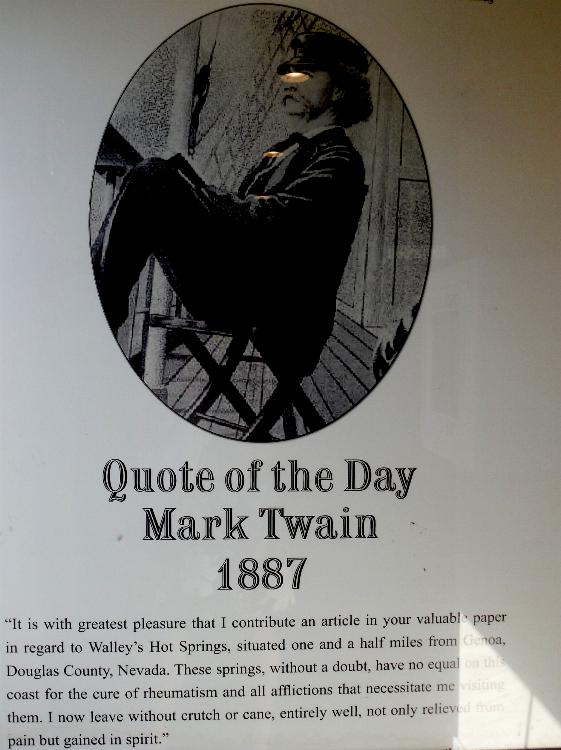 Quote of the Day
Mark Twain
1887
“It is with greatest pleasure that I contribute an article in your valuable paper
in regard to Walley’s Hot Springs, situated one and a half miles from Genoa,
Douglas County, Nevada. These springs, without a doubt, have no equal on this
coast for the cure of rheumatism and all afflictions that necessitate me visiting
them. I now leave without crutch or cane, entirely well, not only relieved from
pain but gained in spirit.”